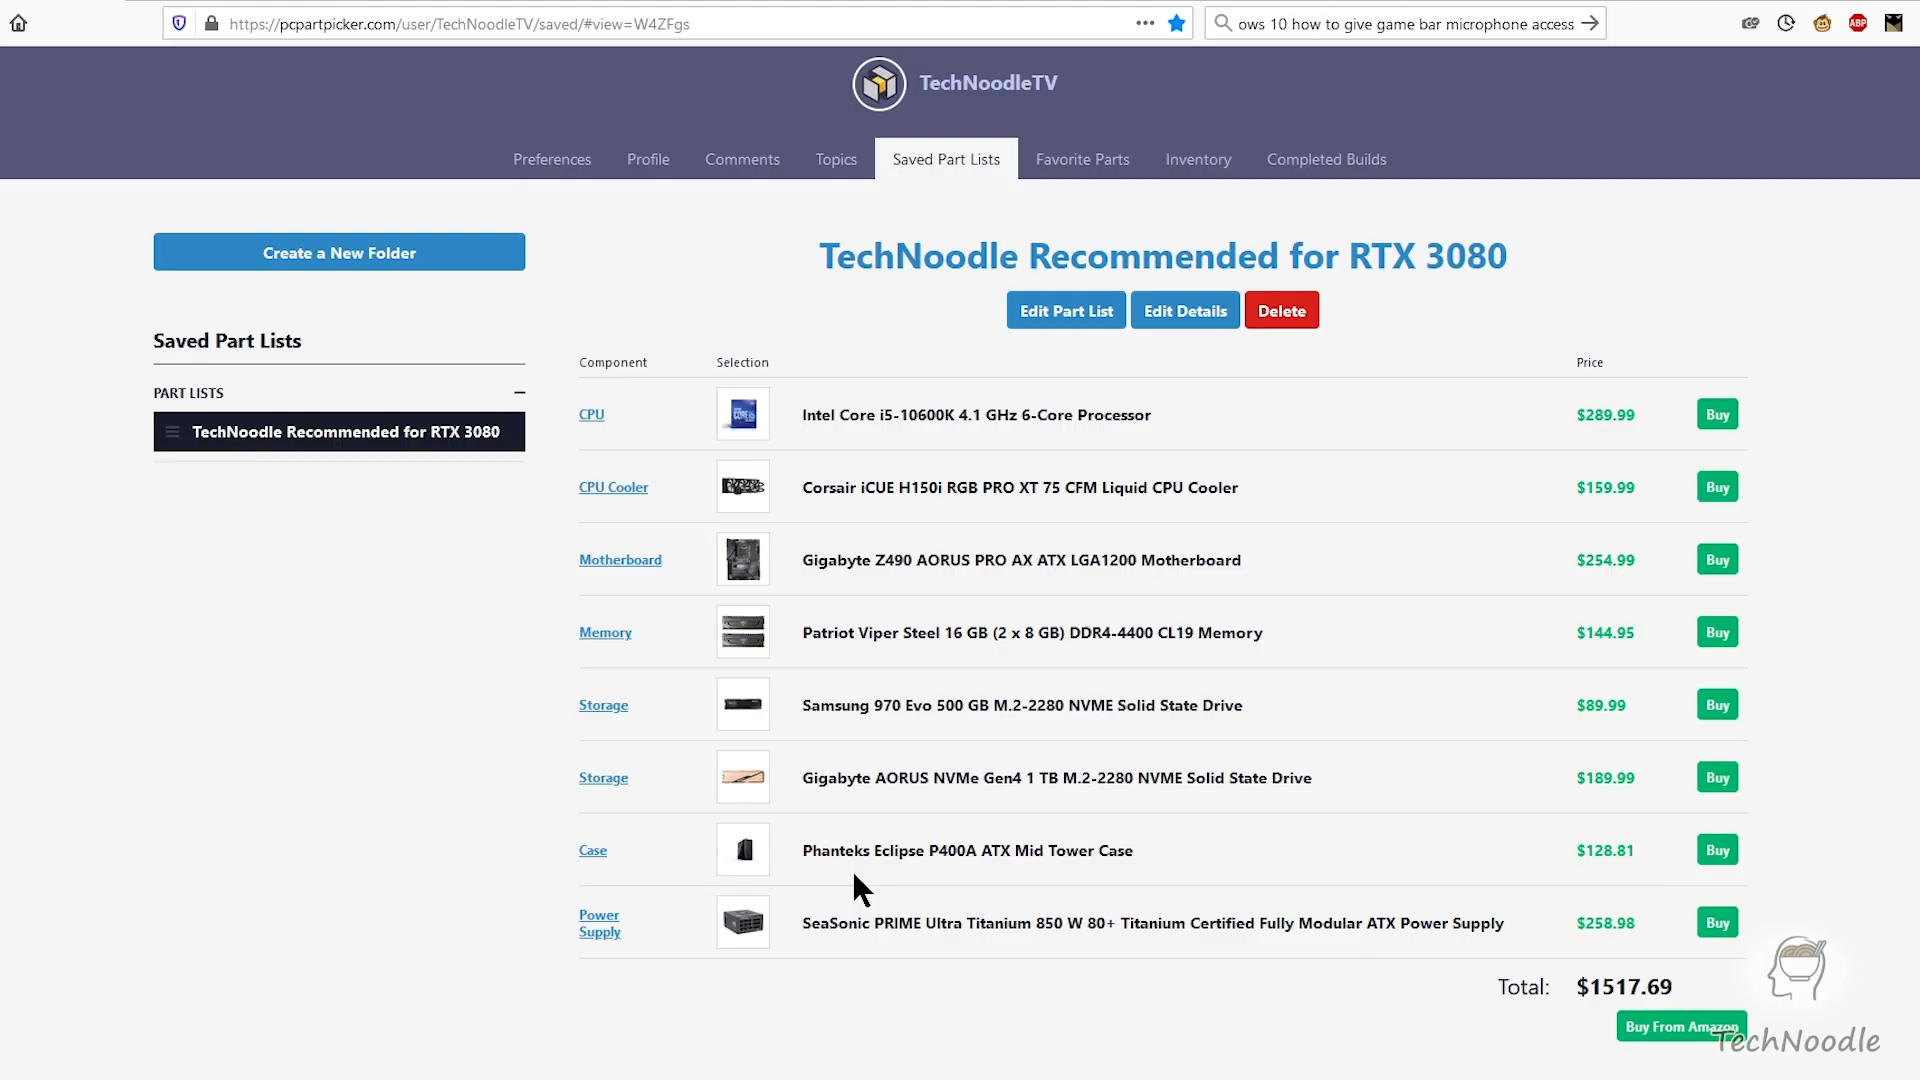 https://pcpartpicker.com/user/TechNoodleTV/saved/#view=W4ZFgs
ows 10 how to give game bar microphone access
ABP
TechNoodleTV
Preferences Profile Comments Topics Saved Part Lists Favorite Parts Inventory Completed Builds
Create a New Folder
TechNoodle Recommended for RTX 3080
Edit Part List Edit Details Delete
Saved Part Lists
PART LISTS
TechNoodle Recommended for RTX 3080
Component Selection Price
CPU Intel Core i5-10600K 4.1 GHz 6-Core Processor $289.99 Buy
CPU Cooler Corsair iCUE H150i RGB PRO XT 75 CFM Liquid CPU Cooler $159.99 Buy
Motherboard Gigabyte Z490 AORUS PRO AX ATX LGA1200 Motherboard $254.99 Buy
Memory Patriot Viper Steel 16 GB (2 x 8 GB) DDR4-4400 CL19 Memory $144.95 Buy
Storage Samsung 970 Evo 500 GB M.2-2280 NVME Solid State Drive $89.99 Buy
Storage Gigabyte AORUS NVMe Gen4 1 TB M.2-2280 NVME Solid State Drive $189.99 Buy
Case Phanteks Eclipse P400A ATX Mid Tower Case $128.81 Buy
Power Supply SeaSonic PRIME Ultra Titanium 850 W 80+ Titanium Certified Fully Modular ATX Power Supply $258.98 Buy
Total: $1517.69
Buy From Amazon
TechNoodle